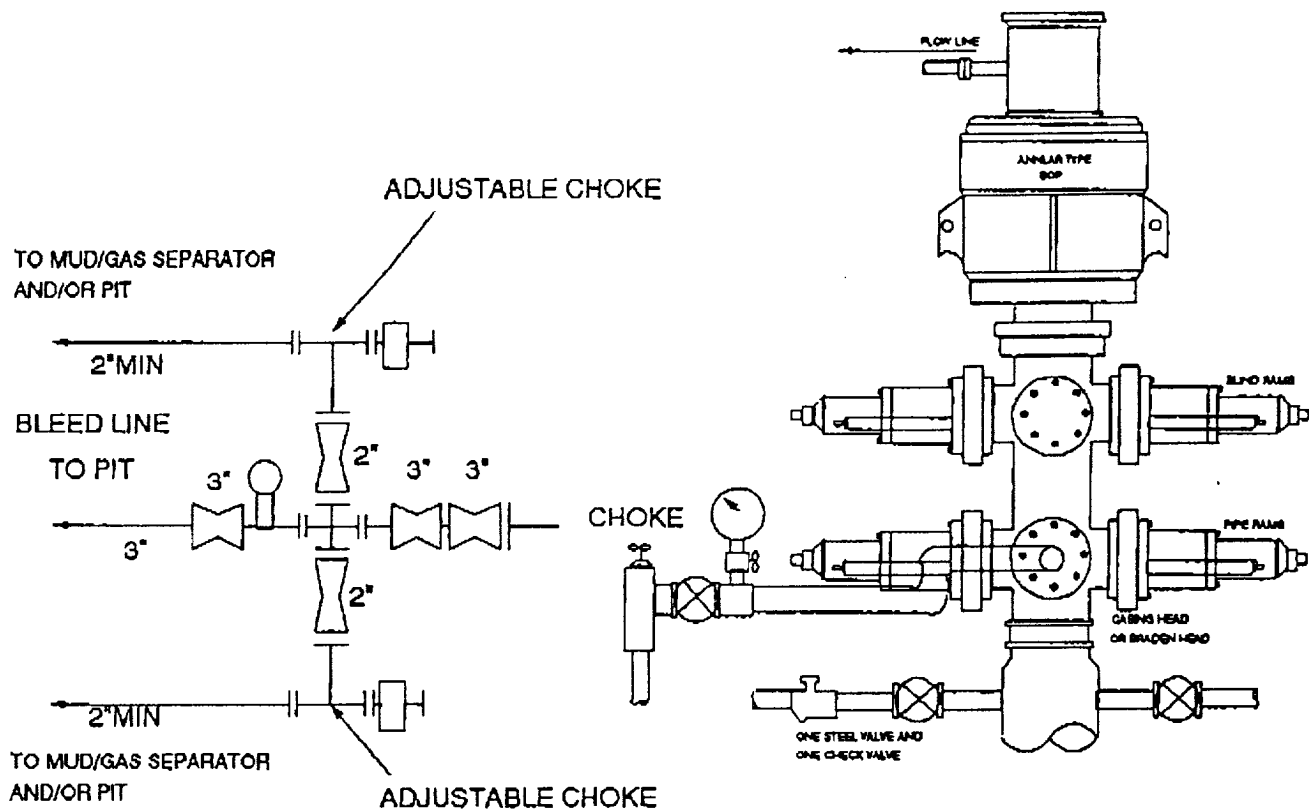 FLOW LINE
ANNLAR TYPE
BOP
ADJUSTABLE CHOKE
TO MUD/GAS SEPARATOR
AND/OR PIT
2"MIN
BLEED LINE
TO PIT
2"
3"
3" 3"
3"
CHOKE
2"
BLIND RAMS
PIPE RAMS
CASING HEAD
OR BRADEN HEAD
2"MIN
TO MUD/GAS SEPARATOR
AND/OR PIT
ADJUSTABLE CHOKE
ONE STEEL VALVE AND
ONE CHECK VALVE